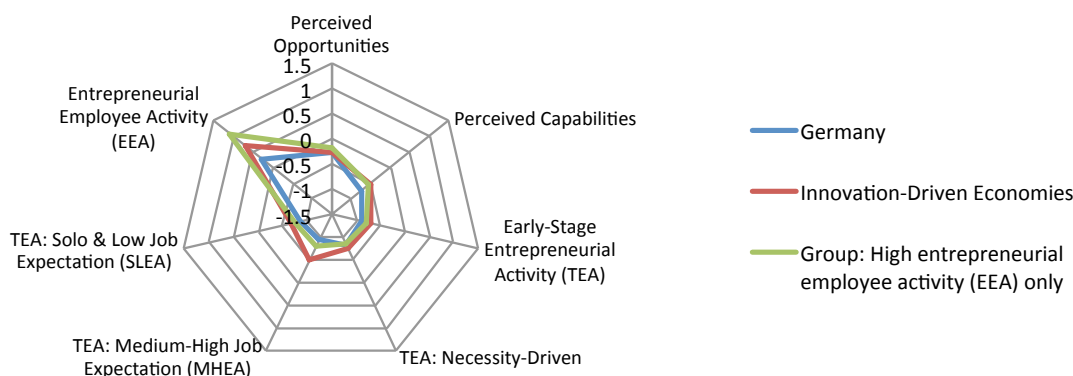 Perceived
Opportunities
1.5
1
0.5
0
-0.5
-1
-1.5
Perceived Capabilities
Early-Stage
Entrepreneurial
Activity (TEA)
TEA: Necessity-Driven
TEA: Medium-High Job
Expectation (MHEA)
TEA: Solo & Low Job
Expectation (SLEA)
Entrepreneurial
Employee Activity
(EEA)
Germany
Innovation-Driven Economies
Group: High entrepreneurial
employee activity (EEA) only